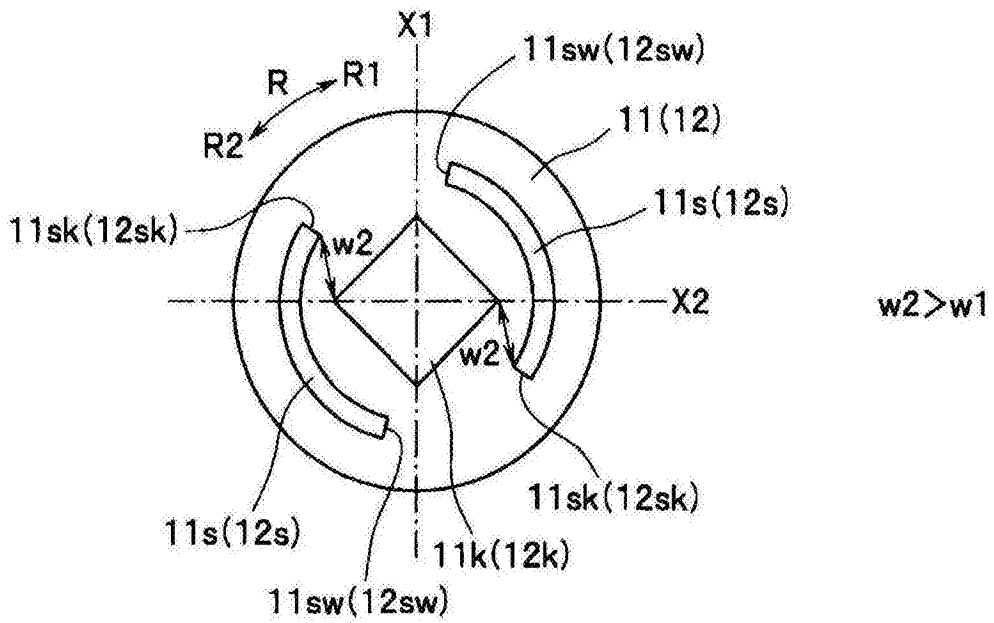 X1
11sw(12sw)
R
R1
11(12)
R2
11s(12s)
11sk(12sk)
w2
X2
w2>w1
w2
11sk(12sk)
11s(12s)
11k(12k)
11sw(12sw)